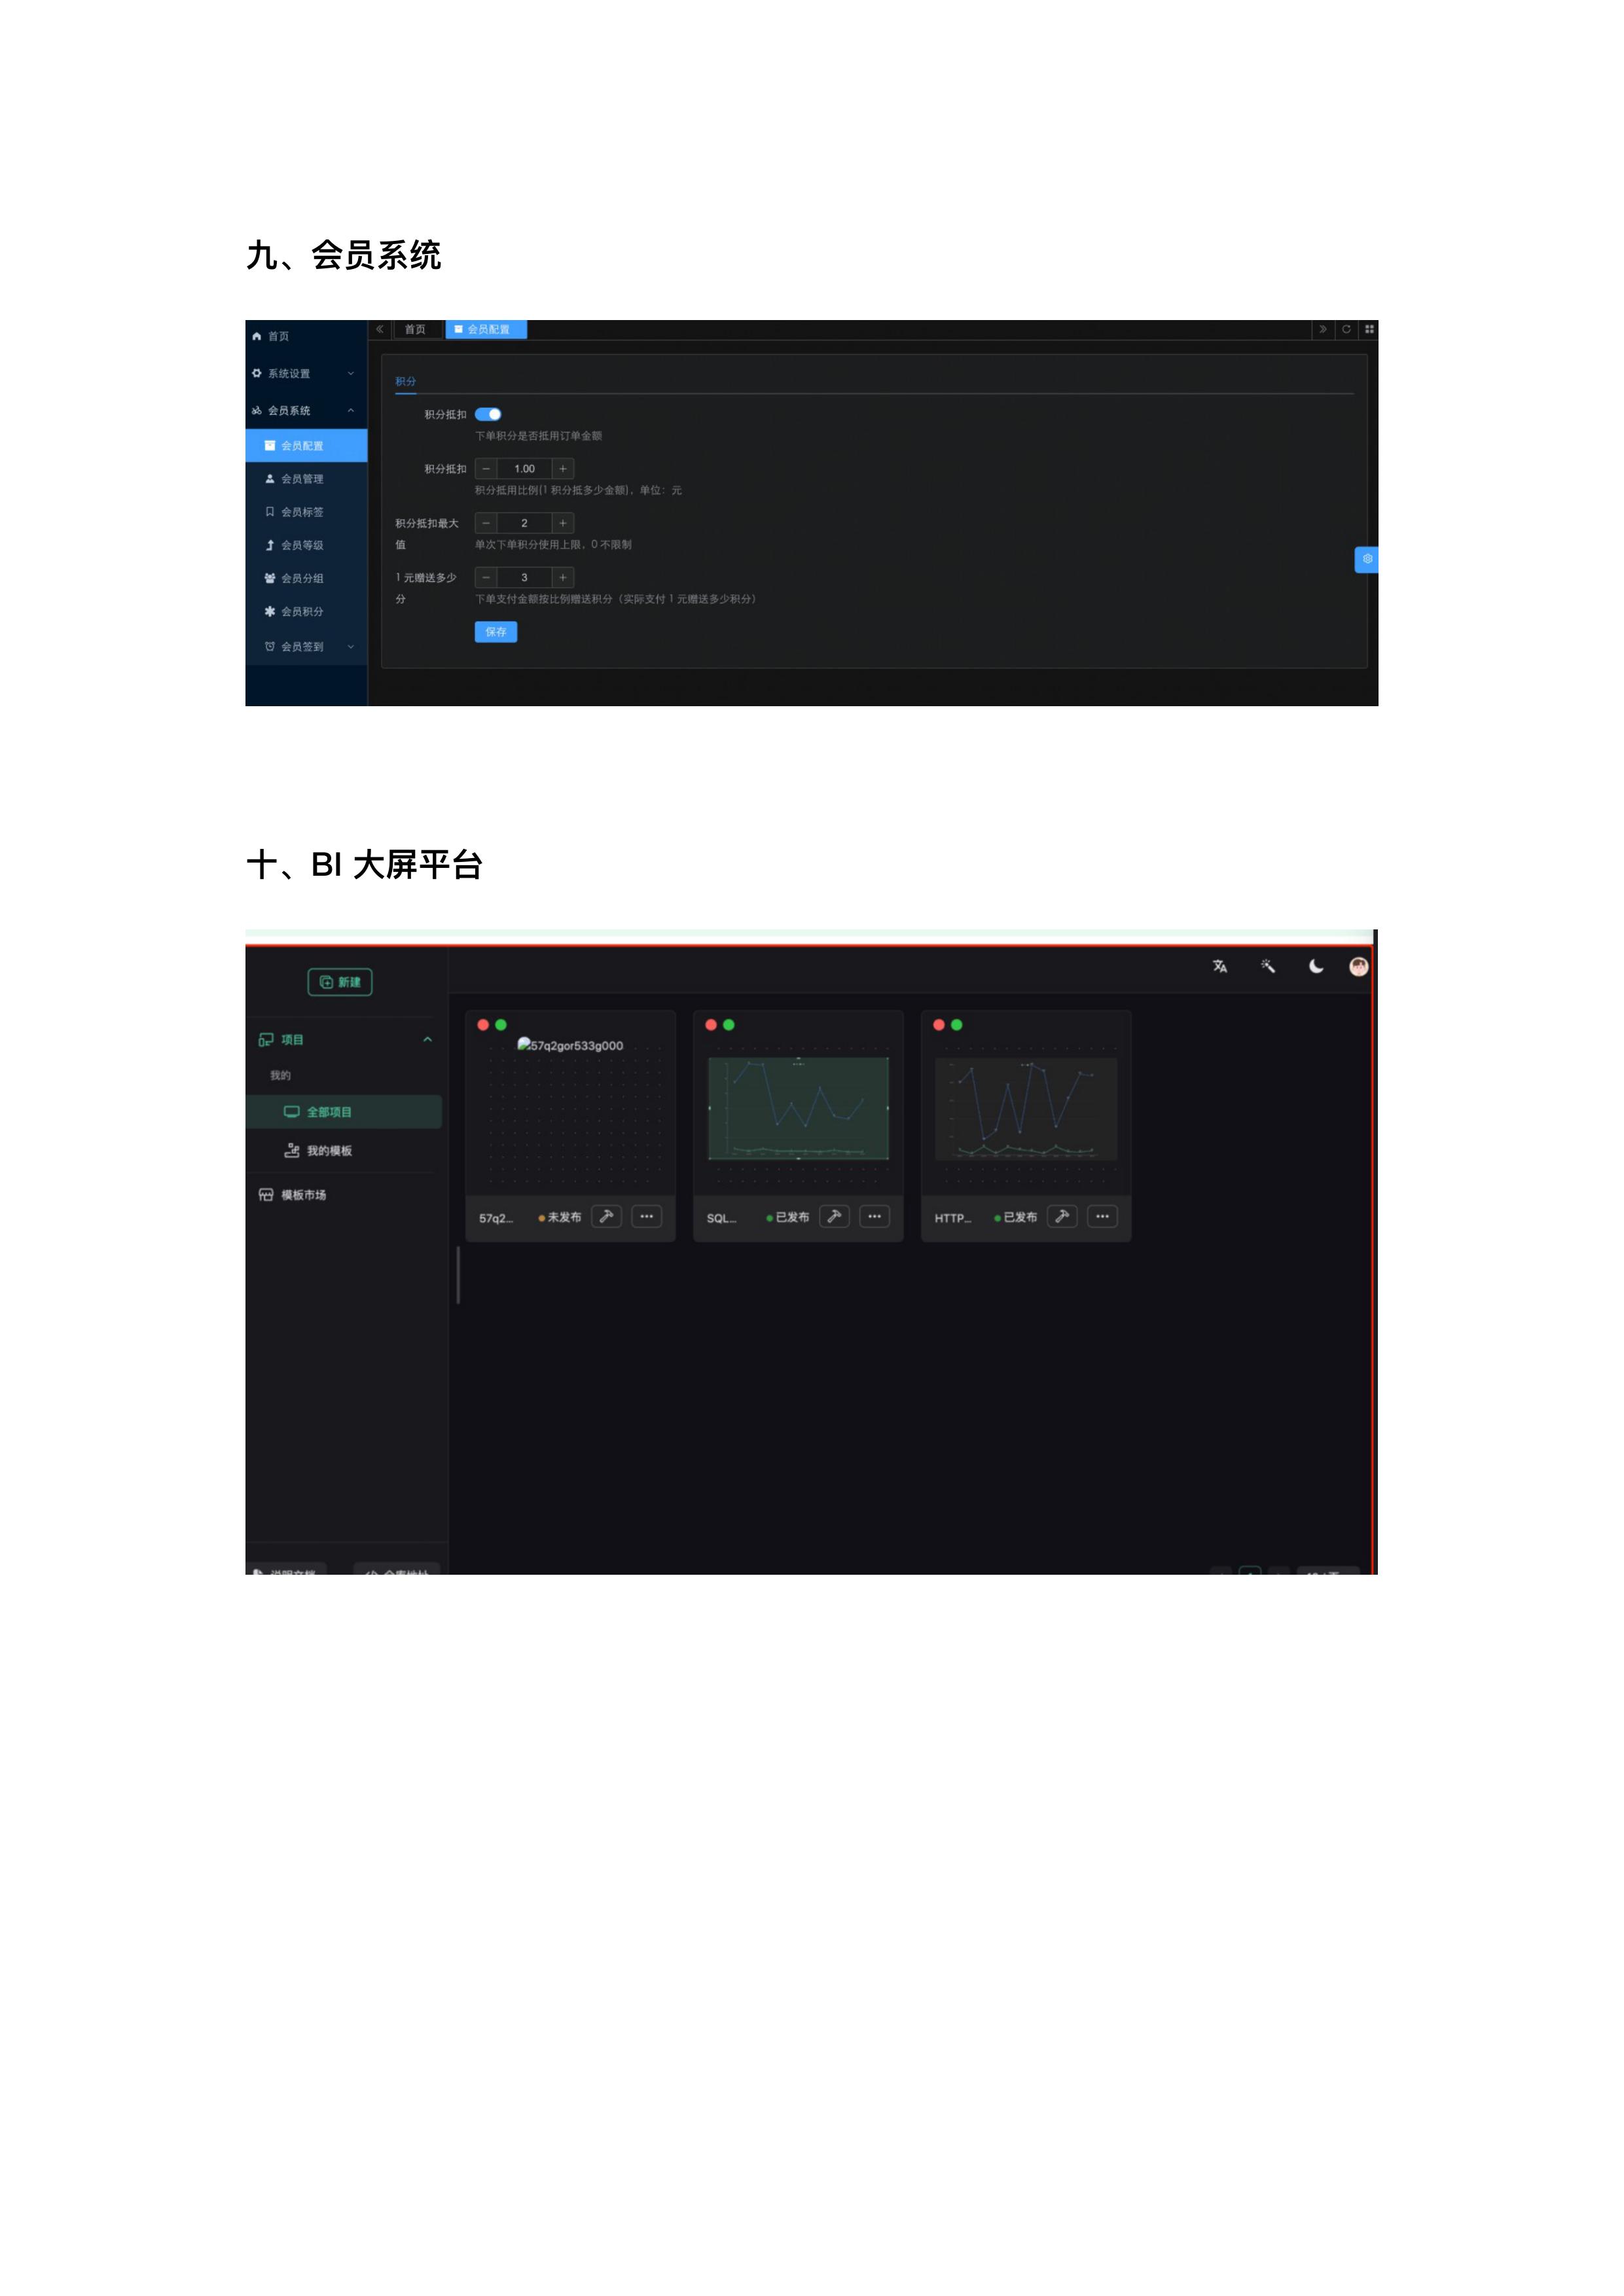 九、会员系统
首页
系统设置
会员系统
会员配置
会员管理
会员标签
会员等级
会员分组
会员积分
会员签到
首页
会员配置
积分
积分抵扣
下单积分是否抵用订单金额
积分抵扣
1.00
积分抵用比例(1 积分抵多少金额)，单位：元
积分抵扣最大值
2
单次下单积分使用上限，0 不限制
1 元赠送多少分
3
下单支付金额按比例赠送积分（实际支付 1 元赠送多少积分）
保存
十、BI 大屏平台
新建
项目
我的
全部项目
我的模板
模板市场
57q2gor533g000
57q2... 未发布
SQL... 已发布
HTTP... 已发布